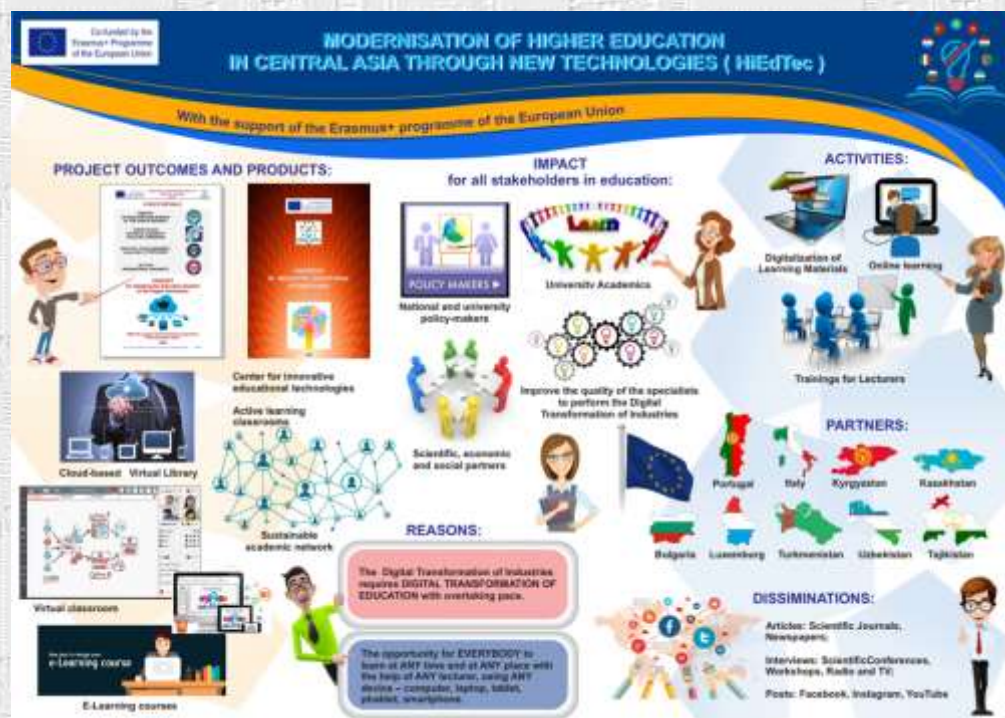 Co-funded by the
Erasmus+ Programme
of the European Union
MODERNISATION OF HIGHER EDUCATION
IN CENTRAL ASIA THROUGH NEW TECHNOLOGIES ( HiEdTec )
With the support of the Erasmus+ programme of the European Union
PROJECT OUTCOMES AND PRODUCTS:
Center for innovative
educational technologies
Active learning
classrooms
Cloud-based Virtual Library
Sustainable
academic network
Virtual classroom
e-Learning course
E-Learning courses
IMPACT
for all stakeholders in education:
POLICY MAKERS
National and university
policy-makers
Learn
University Academics
Improve the quality of the specialists
to perform the Digital
Transformation of Industries
Scientific, economic
and social partners
REASONS:
The Digital Transformation of Industries
requires DIGITAL TRANSFORMATION OF
EDUCATION with overtaking pace.
The opportunity for EVERYBODY to
learn at ANY time and at ANY place with
the help of ANY lecturer, using ANY
device – computer, laptop, tablet,
phablet, smartphone.
ACTIVITIES:
Digitalization of
Learning Materials
Online learning
Trainings for Lecturers
PARTNERS:
Portugal
Italy
Kyrgyzstan
Kazakhstan
Bulgaria
Luxemburg
Turkmenistan
Uzbekistan
Tajikistan
DISSIMINATIONS:
Articles: Scientific Journals,
Newspapers;
Interviews: ScientificConferences,
Workshops, Radio and TV;
Posts: Facebook, Instagram, YouTube